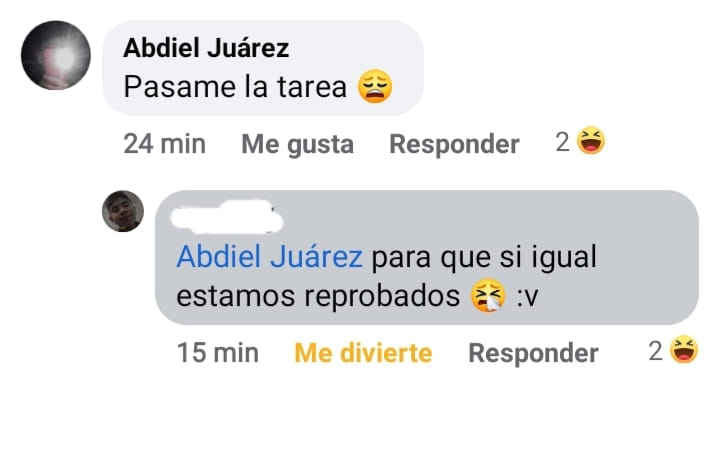 Abdiel Juárez
Pasame la tarea 😩
24 min Me gusta Responder 2 😆
Abdiel Juárez para que si igual
estamos reprobados 🤧 :v
15 min Me divierte Responder 2 😆